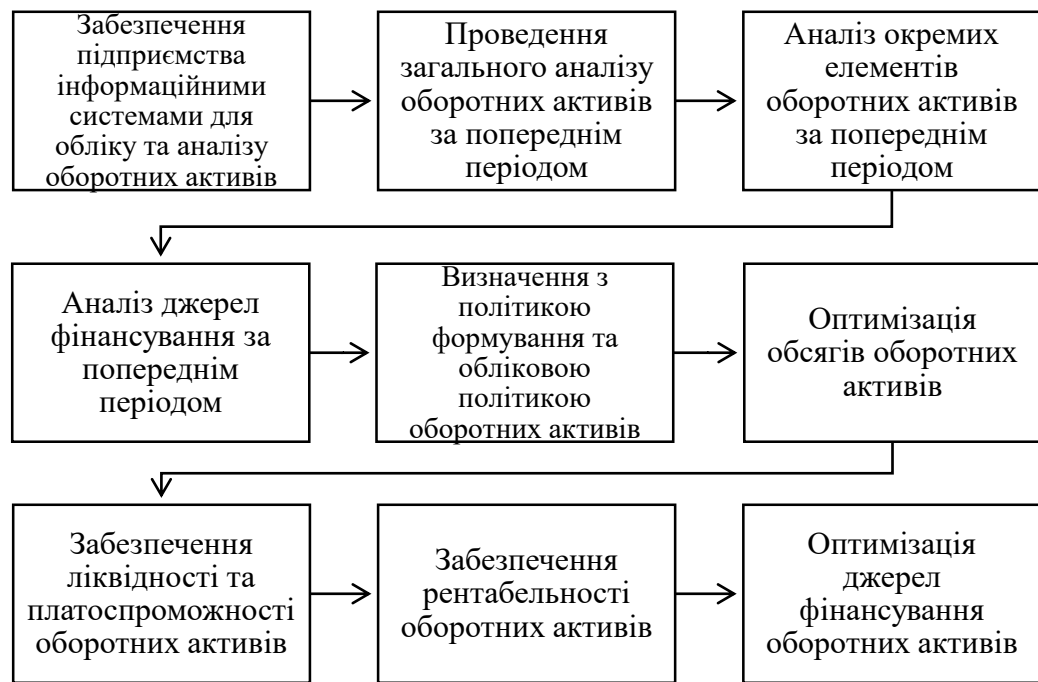 Забезпечення
підприємства
інформаційними
системами для
обліку та аналізу
оборотних активів
Проведення
загального аналізу
оборотних активів
за попереднім
періодом
Аналіз окремих
елементів
оборотних активів
за попереднім
періодом
Аналіз джерел
фінансування за
попереднім
періодом
Визначення з
політикою
формування та
обліковою
політикою
оборотних активів
Оптимізація
обсягів оборотних
активів
Забезпечення
ліквідності та
платоспроможності
оборотних активів
Забезпечення
рентабельності
оборотних активів
Оптимізація
джерел
фінансування
оборотних активів